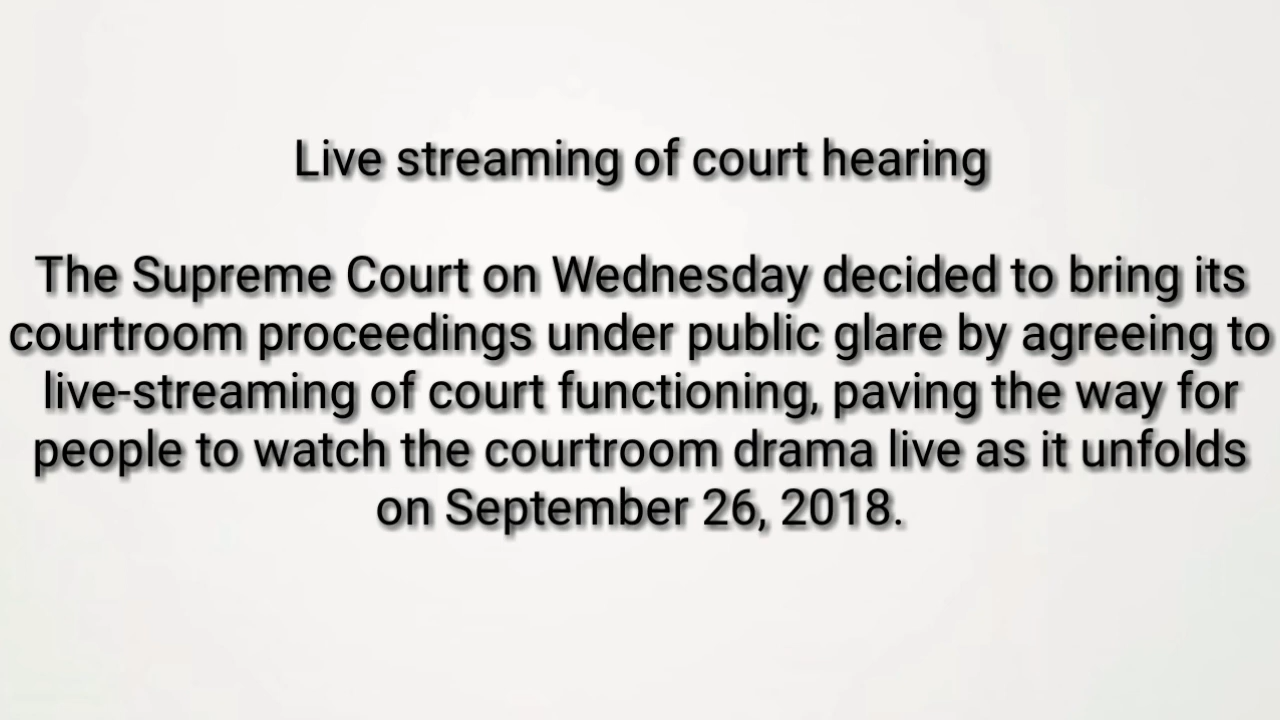 Live streaming of court hearing
The Supreme Court on Wednesday decided to bring its
courtroom proceedings under public glare by agreeing to
live-streaming of court functioning, paving the way for
people to watch the courtroom drama live as it unfolds
on September 26, 2018.